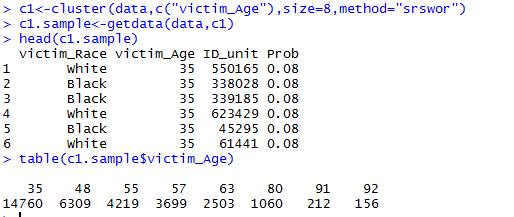 > c1<-cluster(data,c("victim_Age"),size=8,method="srswor")
> c1.sample<-getdata(data,c1)
> head(c1.sample)
victim_Race victim_Age ID_unit Prob
1 White 35 550165 0.08
2 Black 35 338028 0.08
3 Black 35 339185 0.08
4 White 35 623429 0.08
5 Black 35 45295 0.08
6 White 35 61441 0.08
> table(c1.sample$victim_Age)
35 48 55 57 63 80 91 92
14760 6309 4219 3699 2503 1060 212 156